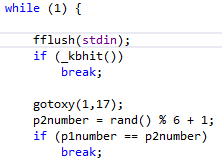 while (1) {
fflush(stdin);
if (_kbhit())
break;
gotoxy(1,17);
p2number = rand() % 6 + 1;
if (p1number == p2number)
break;